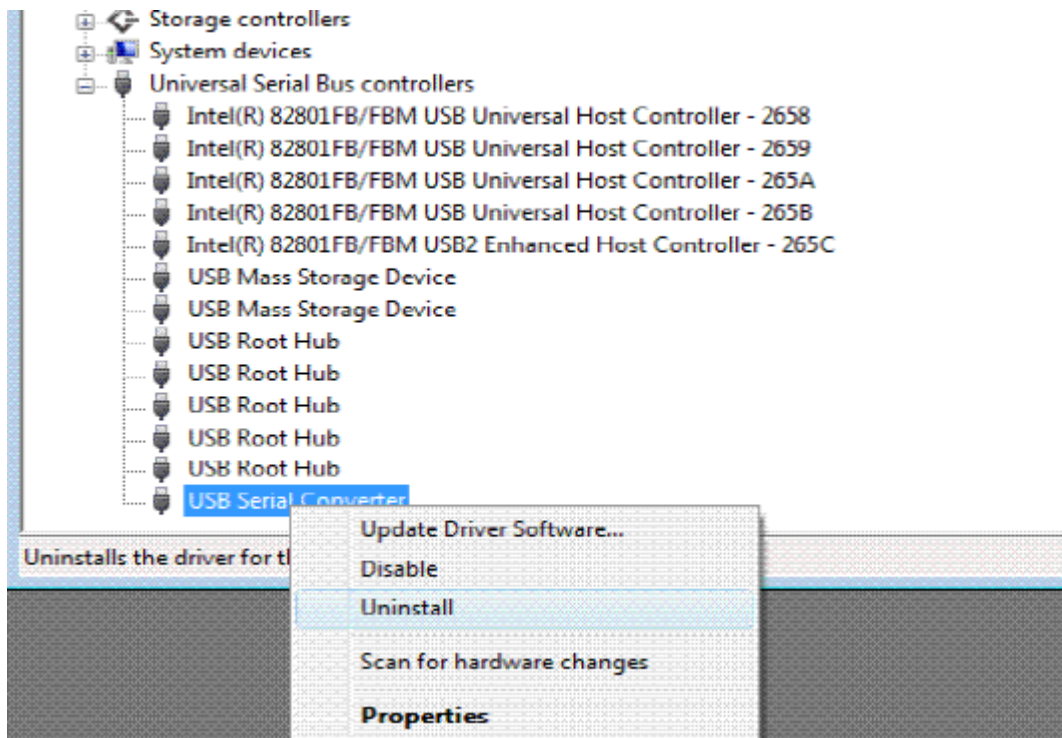 Storage controllers
System devices
Universal Serial Bus controllers
Intel(R) 82801FB/FBM USB Universal Host Controller - 2658
Intel(R) 82801FB/FBM USB Universal Host Controller - 2659
Intel(R) 82801FB/FBM USB Universal Host Controller - 265A
Intel(R) 82801FB/FBM USB Universal Host Controller - 265B
Intel(R) 82801FB/FBM USB2 Enhanced Host Controller - 265C
USB Mass Storage Device
USB Mass Storage Device
USB Root Hub
USB Root Hub
USB Root Hub
USB Root Hub
USB Root Hub
USB Serial Converter
Update Driver Software...
Uninstalls the driver for
Disable
Uninstall
Scan for hardware changes
Properties